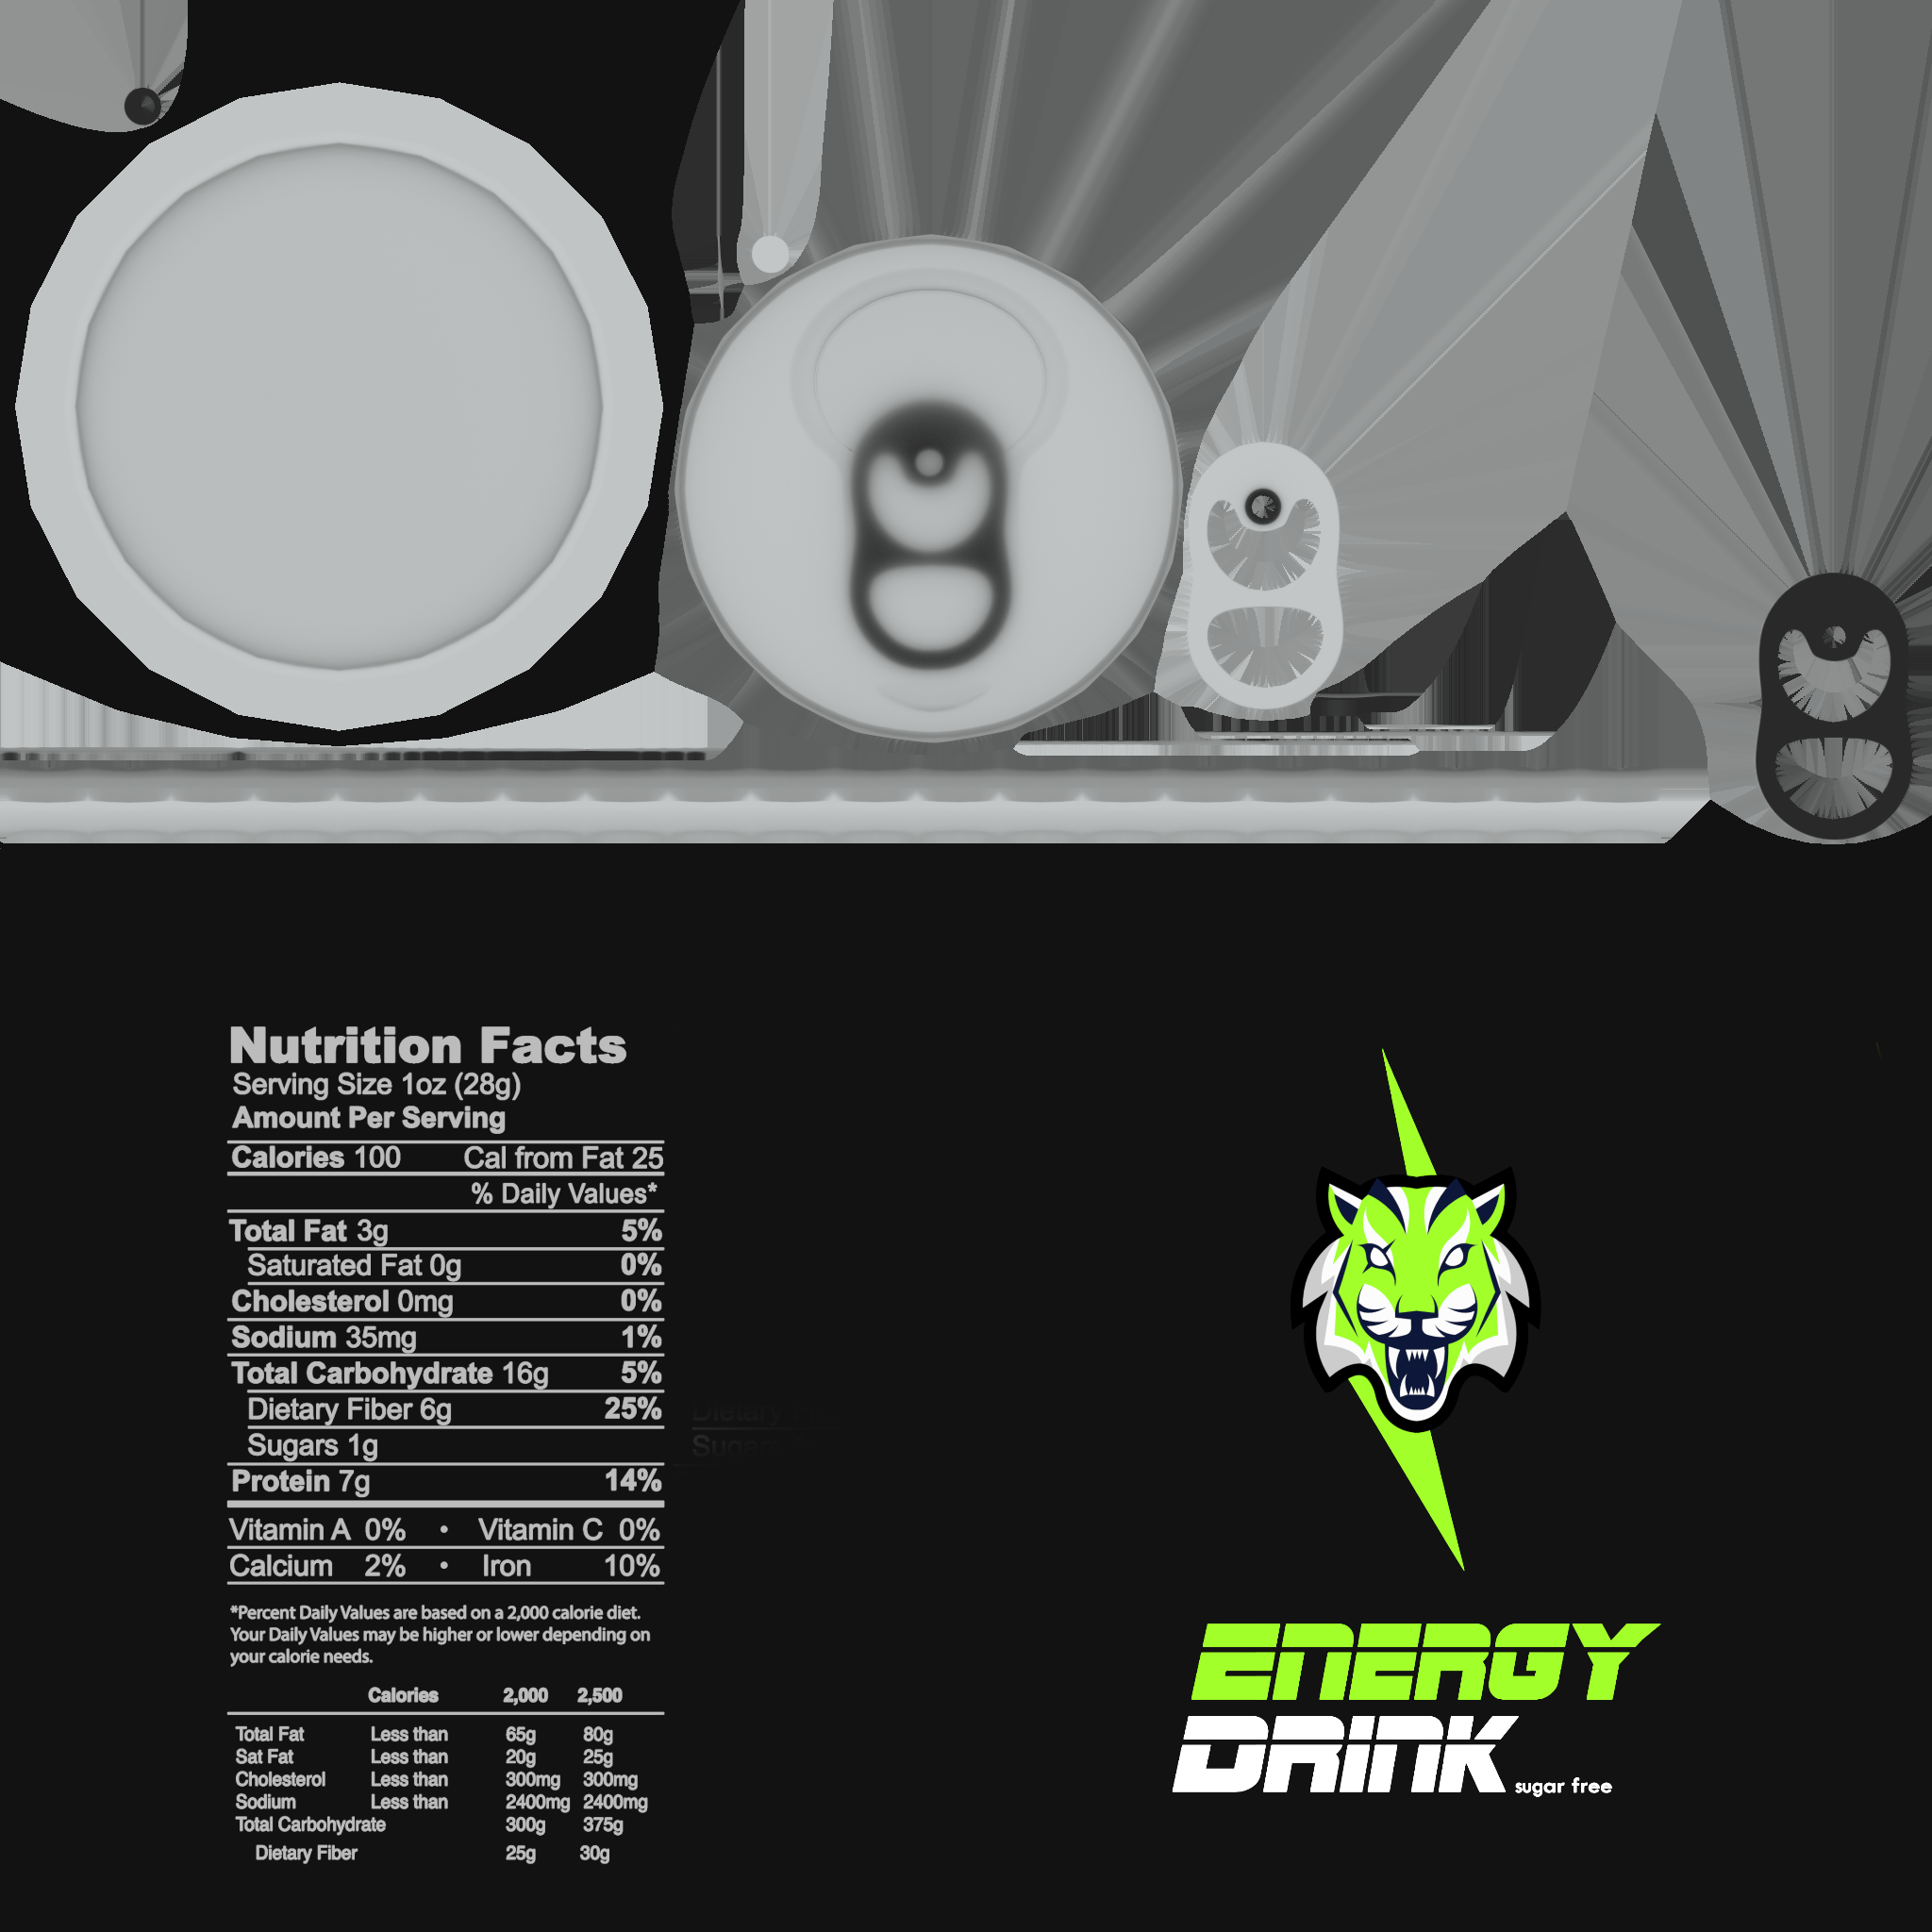 Nutrition Facts
Serving Size 1oz (28g)
Amount Per Serving
Calories 100 Cal from Fat 25
% Daily Values*
Total Fat 3g 5%
Saturated Fat 0g 0%
Cholesterol 0mg 0%
Sodium 35mg 1%
Total Carbohydrate 16g 5%
Dietary Fiber 6g 25%
Sugars 1g
Protein 7g 14%
Vitamin A 0% • Vitamin C 0%
Calcium 2% • Iron 10%
*Percent Daily Values are based on a 2,000 calorie diet.
Your Daily Values may be higher or lower depending on
your calorie needs.
Calories 2,000 2,500
Total Fat Less than 65g 80g
Sat Fat Less than 20g 25g
Cholesterol Less than 300mg 300mg
Sodium Less than 2400mg 2400mg
Total Carbohydrate 300g 375g
Dietary Fiber 25g 30g
Dietary
Sugars
ENERGY
DRINK sugar free